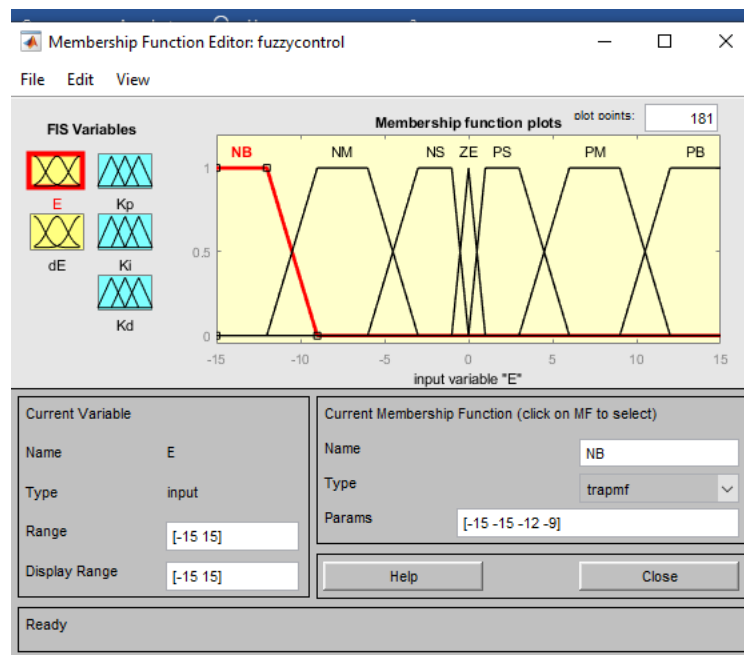 Membership Function Editor: fuzzycontrol
File Edit View
FIS Variables
Membership function plots
plot points:
181
E
Kp
dE
Ki
Kd
NB NM NS ZE PS PM PB
1
0.5
0
-15 -10 -5 0 5 10 15
input variable "E"
Current Variable
Name E
Type input
Range [-15 15]
Display Range [-15 15]
Current Membership Function (click on MF to select)
Name NB
Type trapmf
Params [-15 -15 -12 -9]
Help Close
Ready